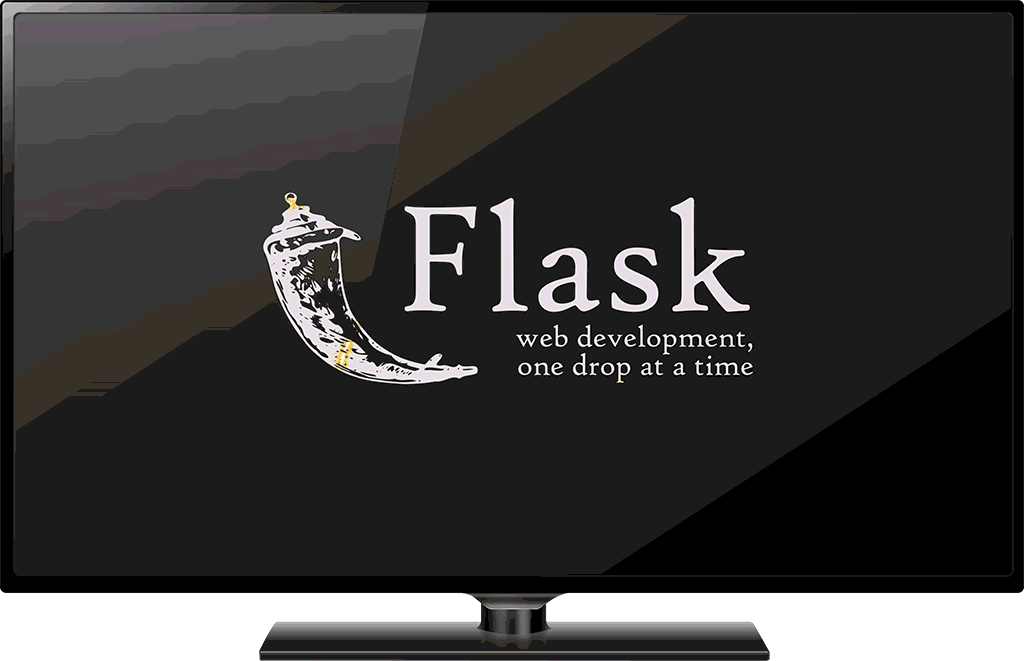 Flask
web development,
one drop at a time